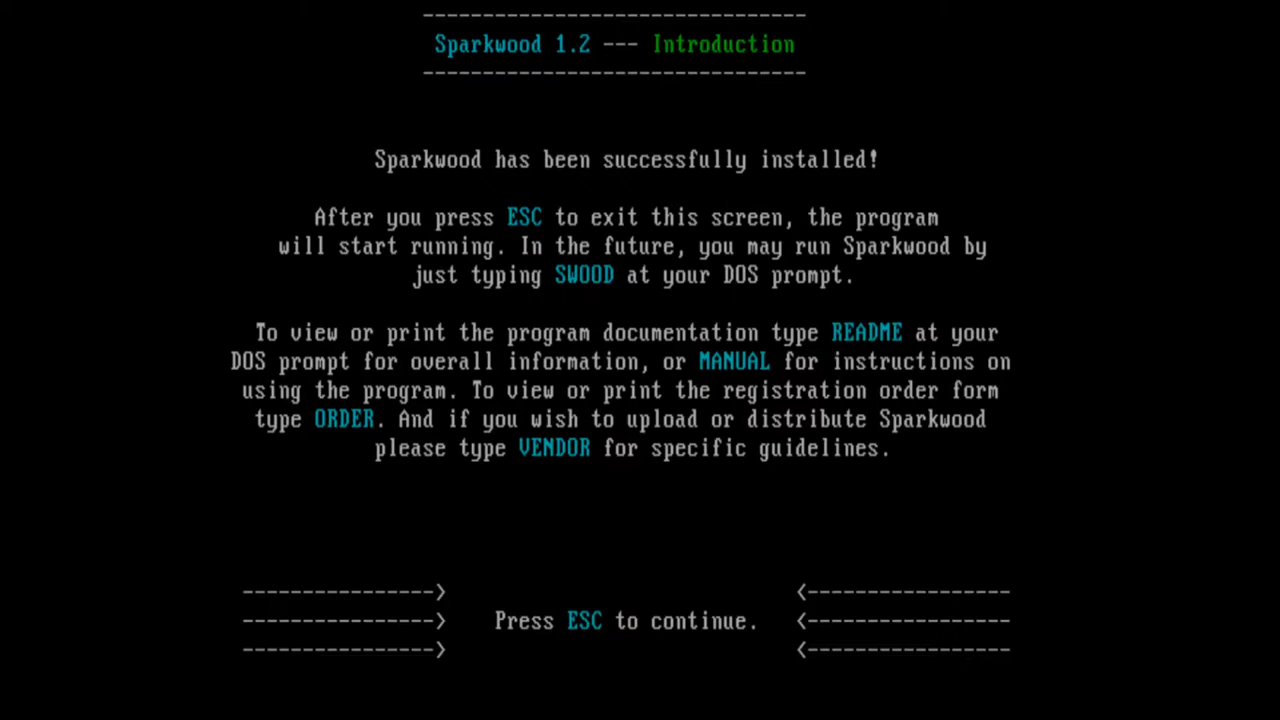 -------------------------------- 
Sparkwood 1.2 --- Introduction
--------------------------------
Sparkwood has been successfully installed!
After you press ESC to exit this screen, the program
will start running. In the future, you may run Sparkwood by
just typing SWOOD at your DOS prompt.
To view or print the program documentation type README at your
DOS prompt for overall information, or MANUAL for instructions on
using the program. To view or print the registration order form
type ORDER. And if you wish to upload or distribute Sparkwood
please type VENDOR for specific guidelines.
----------------> <-----------------
----------------> Press ESC to continue. <-----------------
----------------> <-----------------